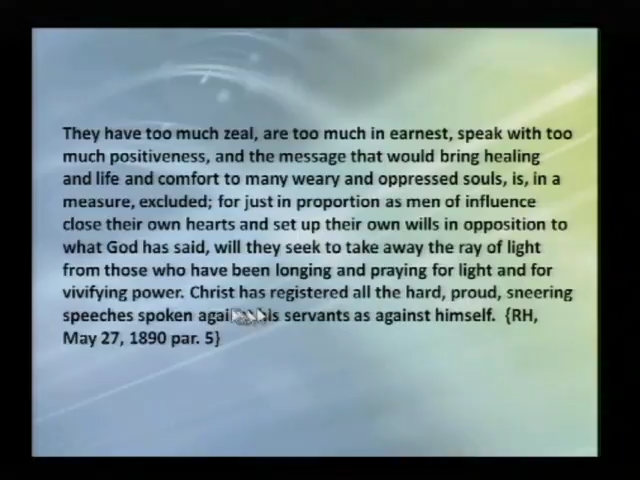 They have too much zeal, are too much in earnest, speak with too
much positiveness, and the message that would bring healing
and life and comfort to many weary and oppressed souls, is, in a
measure, excluded; for just in proportion as men of influence
close their own hearts and set up their own wills in opposition to
what God has said, will they seek to take away the ray of light
from those who have been longing and praying for light and for
vivifying power. Christ has registered all the hard, proud, sneering
speeches spoken against his servants as against himself. {RH,
May 27, 1890 par. 5}